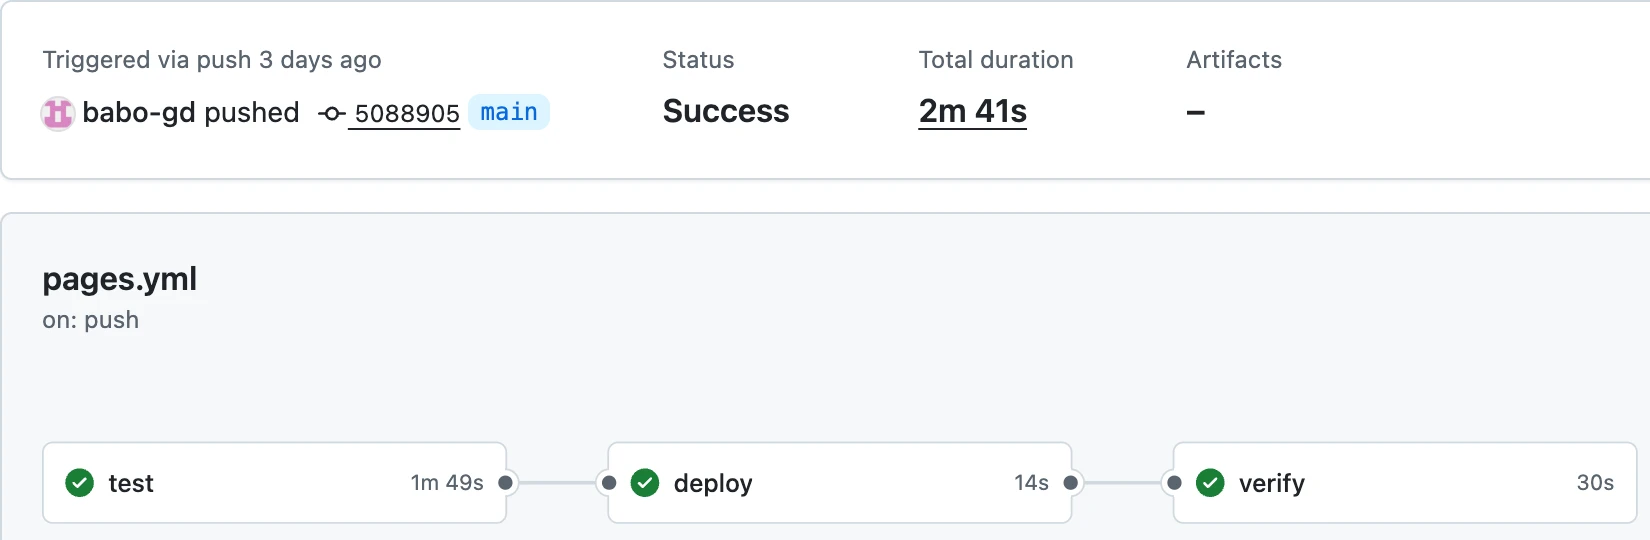 Triggered via push 3 days ago
babo-gd pushed 5088905 main
Status
Success
Total duration
2m 41s
Artifacts
–
pages.yml
on: push
test 1m 49s
deploy 14s
verify 30s